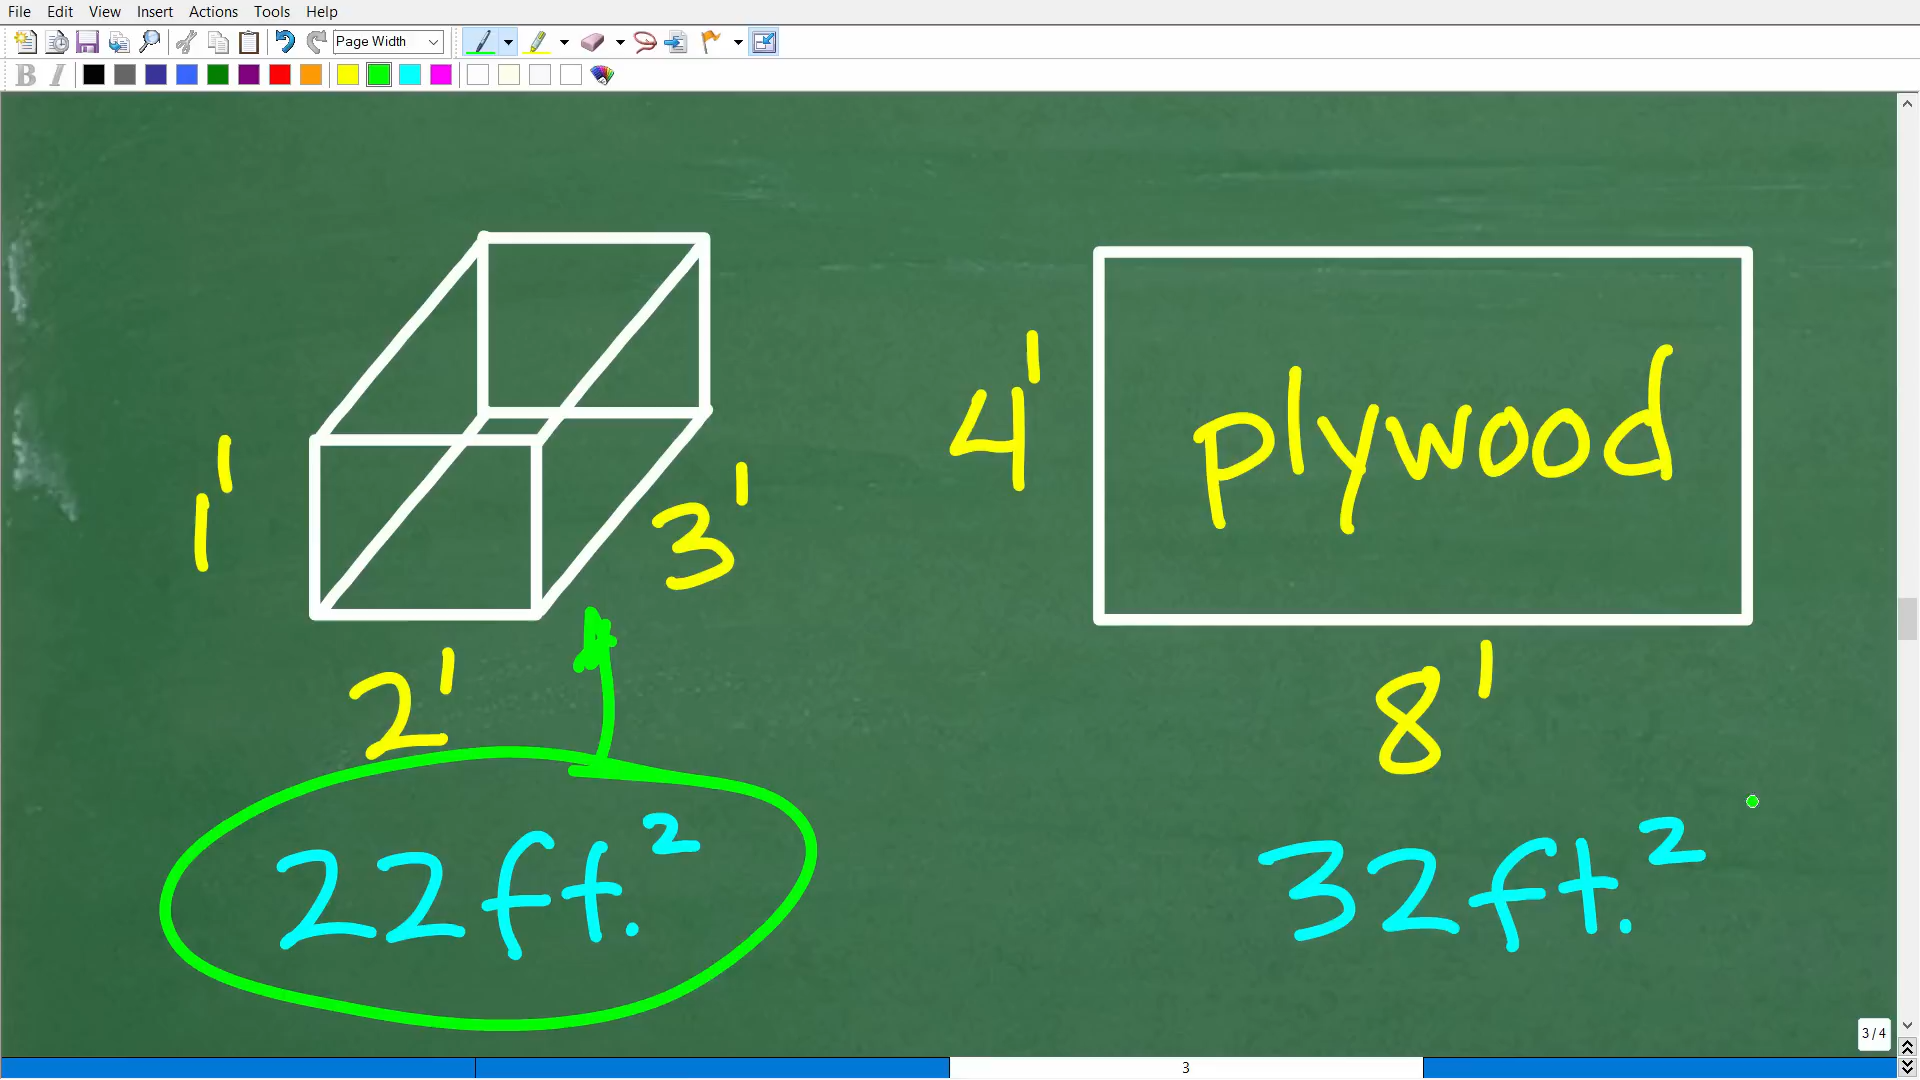 File Edit View Insert Actions Tools Help
Page Width
B I
1'
3'
2'
22ft.²
4'
plywood
8'
32ft.²
3/4
3